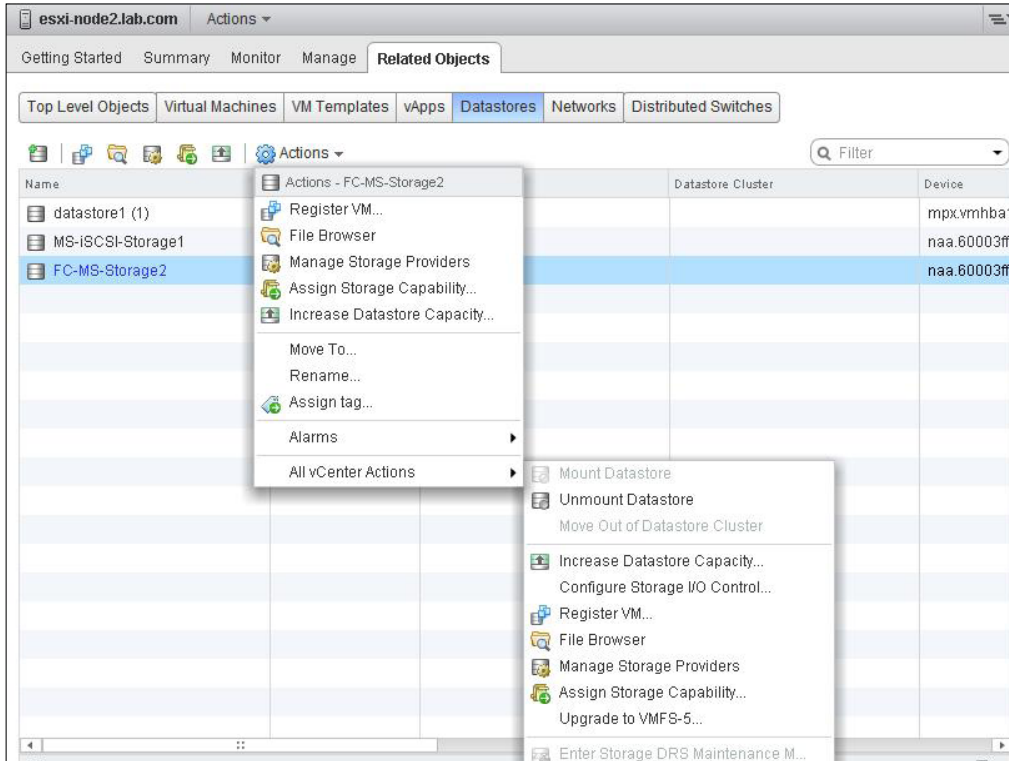 esxi-node2.lab.com Actions
Getting Started Summary Monitor Manage Related Objects
Top Level Objects Virtual Machines VM Templates vApps Datastores Networks Distributed Switches
Actions Filter
Name Datastore Cluster Device
Actions - FC-MS-Storage2
datastore1 (1) mpx.vmhba1
MS-iSCSI-Storage1 naa.60003ff
FC-MS-Storage2 naa.60003ff
Register VM...
File Browser
Manage Storage Providers
Assign Storage Capability...
Increase Datastore Capacity...
Move To...
Rename...
Assign tag...
Alarms
All vCenter Actions
Mount Datastore
Unmount Datastore
Move Out of Datastore Cluster
Increase Datastore Capacity...
Configure Storage I/O Control...
Register VM...
File Browser
Manage Storage Providers
Assign Storage Capability...
Upgrade to VMFS-5...
Enter Storage DRS Maintenance M...